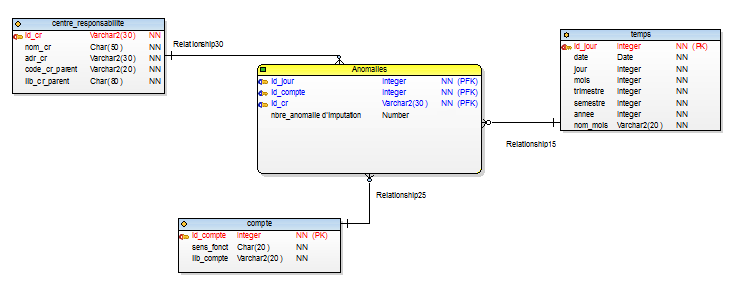 centre_responsabilite
id_cr Varchar2(30) NN
nom_cr Char(50) NN
adr_cr Varchar2(30) NN
code_cr_parent Varchar2(20) NN
lib_cr_parent Char(80) NN
Relationship30
Anomalies
id_jour Integer NN (PFK)
id_compte Integer NN (PFK)
id_cr Varchar2(30) NN (PFK)
nbre_anomalie d'imputation Number
temps
id_jour Integer NN (PK)
date Date NN
jour Integer NN
mois Integer NN
trimestre Integer NN
semestre Integer NN
annee Integer NN
nom_mois Varchar2(20) NN
Relationship15
Relationship25
compte
id_compte Integer NN (PK)
sens_fonct Char(20) NN
lib_compte Varchar2(20) NN